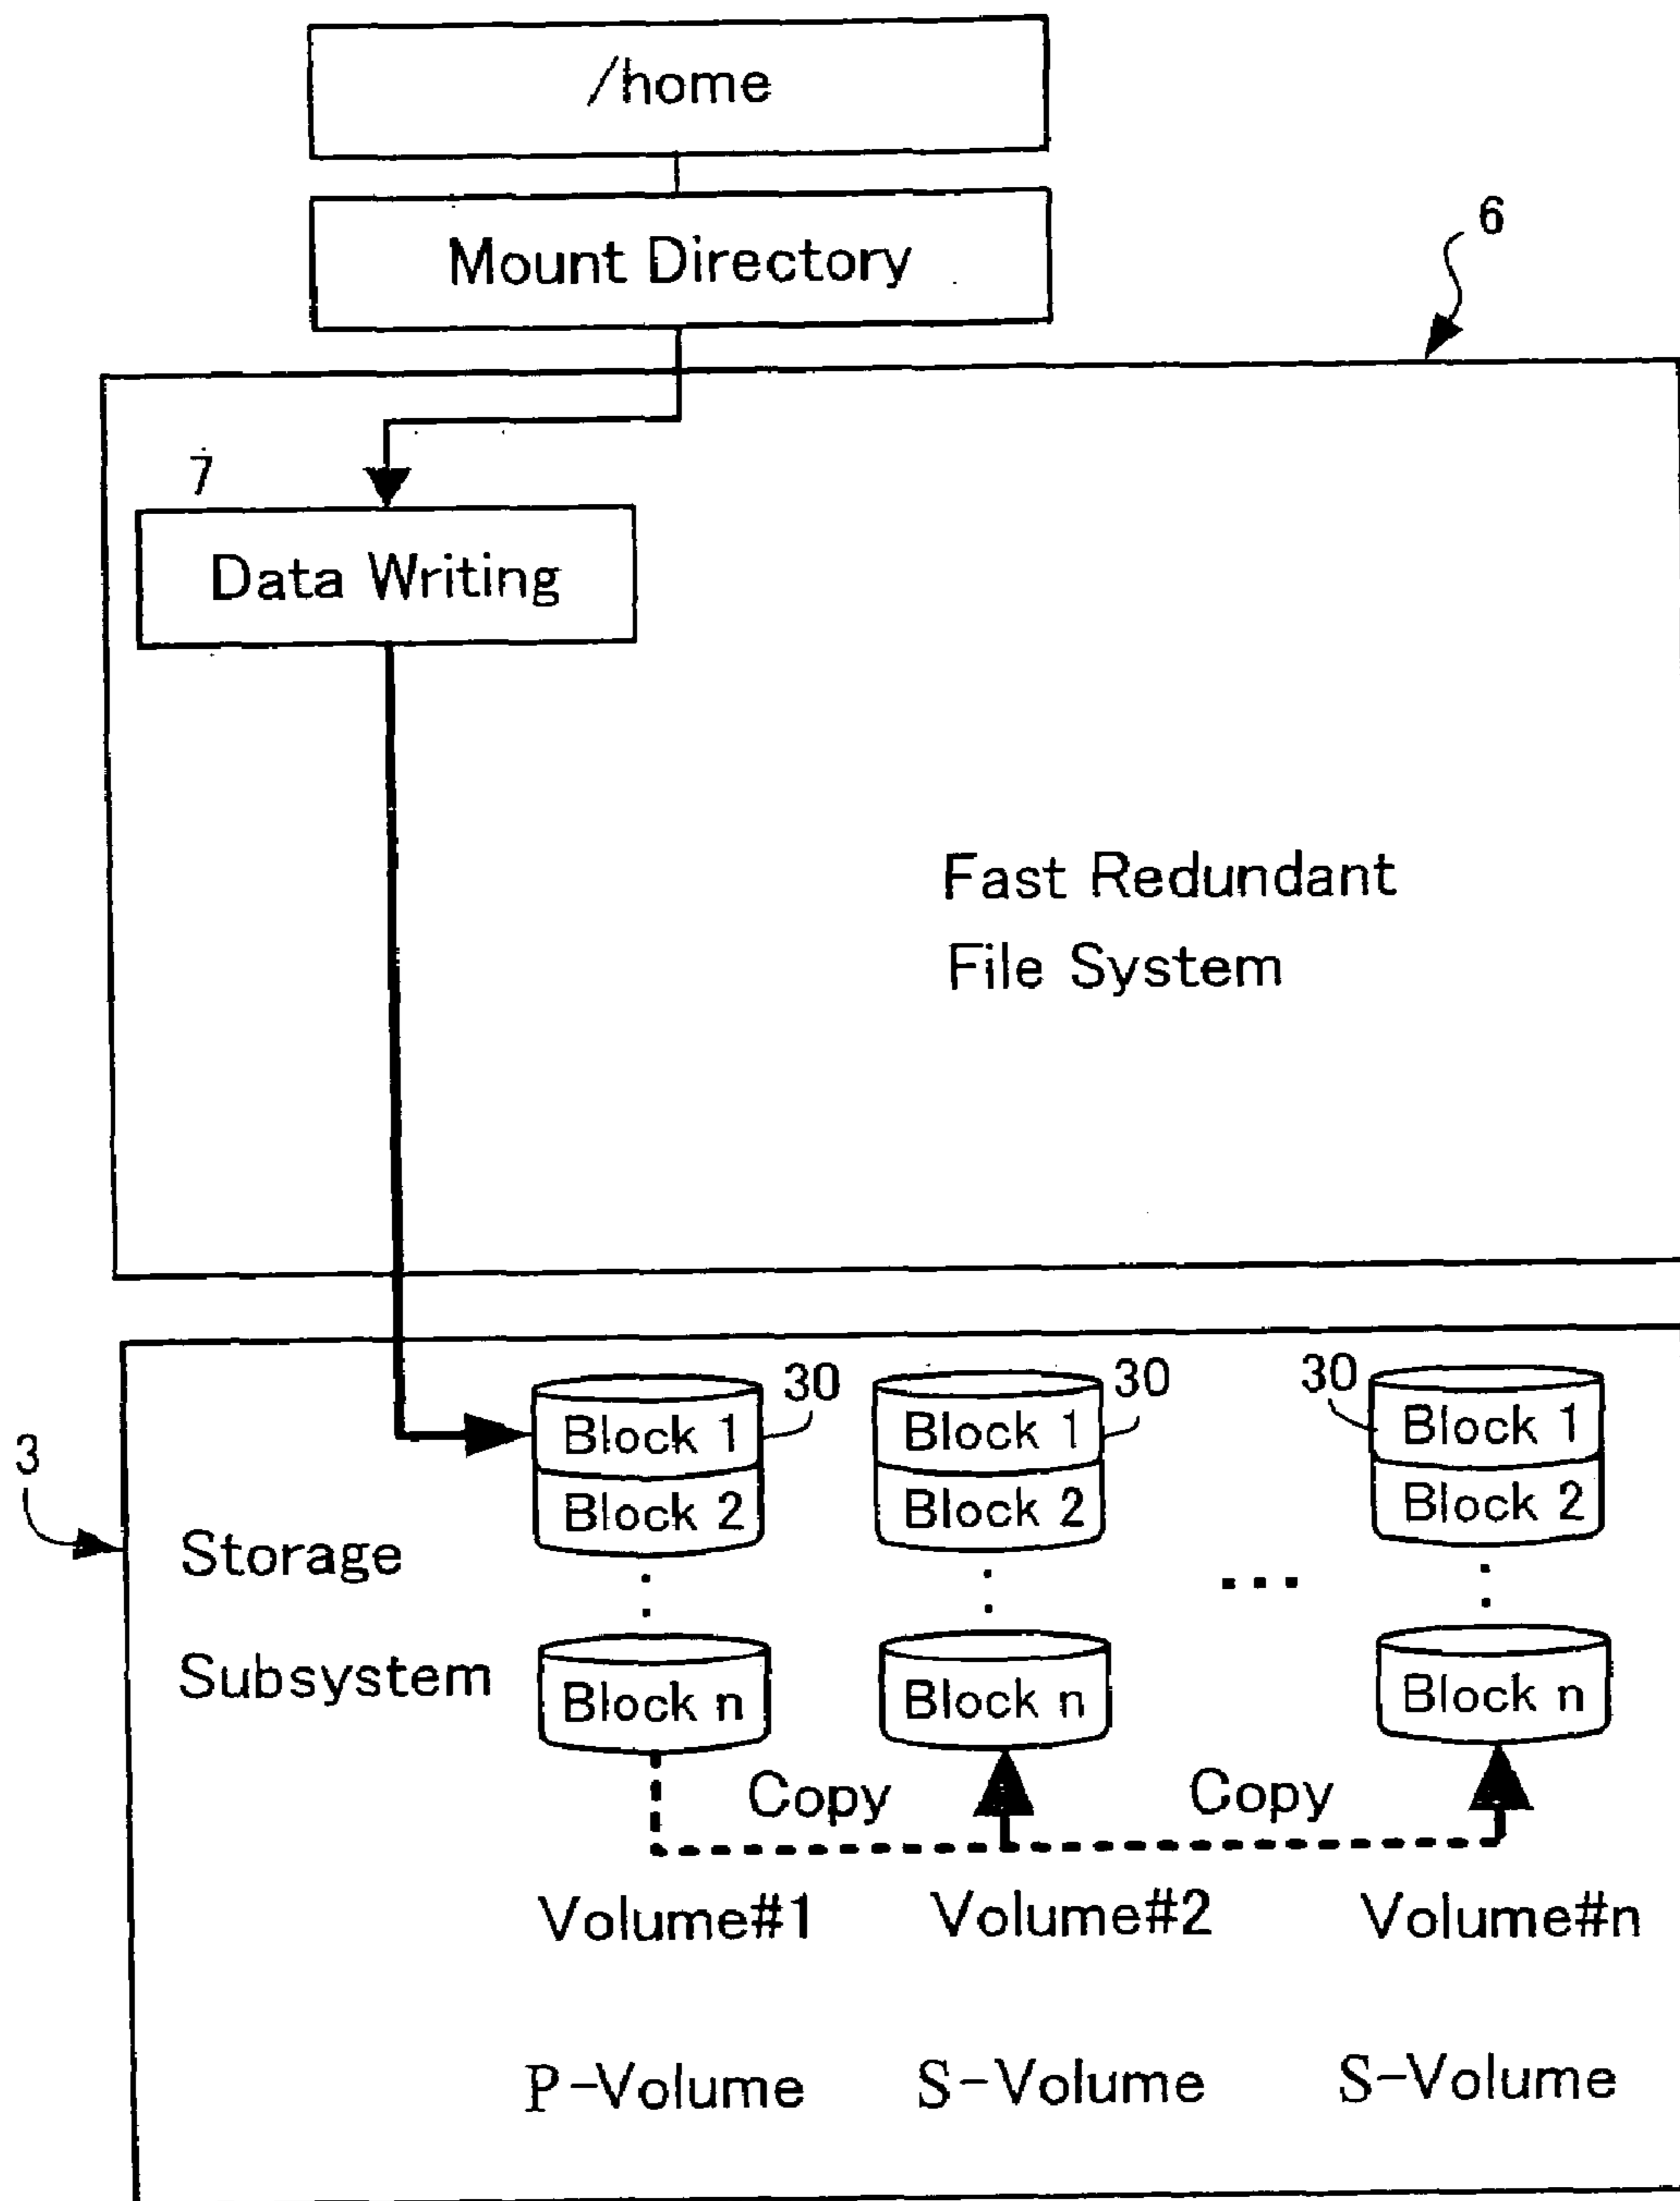 /home
Mount Directory
6
7
Data Writing
Fast Redundant
File System
30 30 30
Block 1 Block 1 Block 1
3
Block 2 Block 2 Block 2
Storage
...
Subsystem
Block n Block n Block n
Copy Copy
Volume#1 Volume#2 Volume#n
P-Volume S-Volume S-Volume